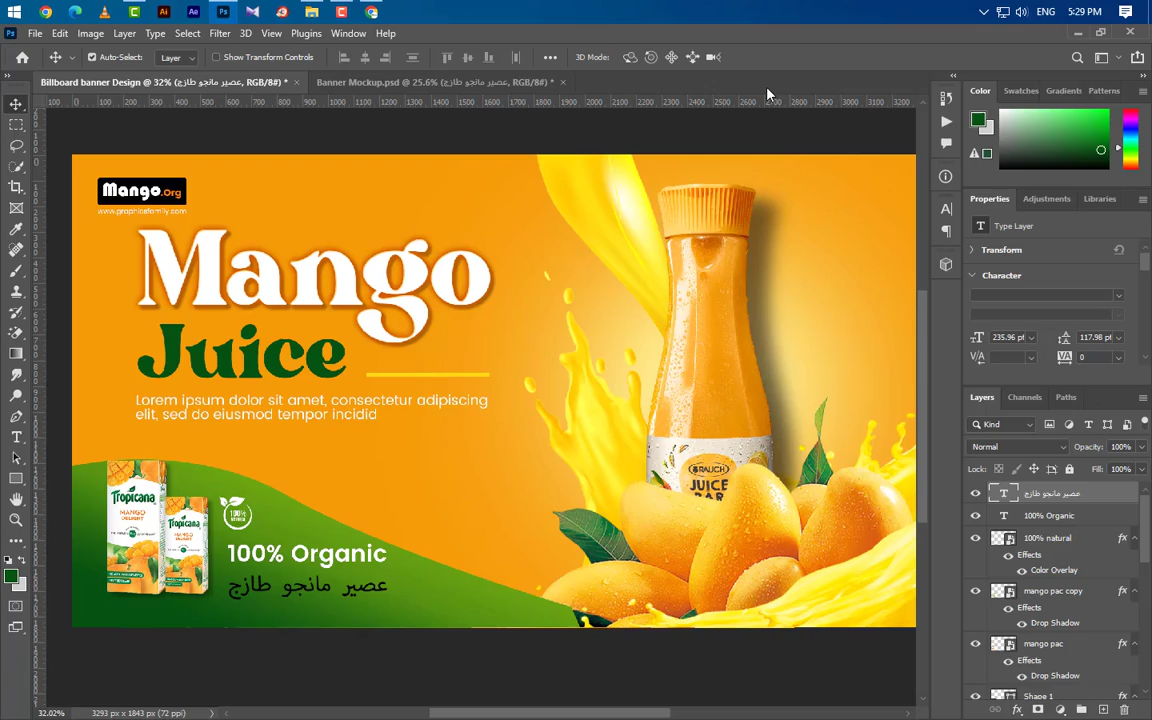 ENG 5:29 PM
File Edit Image Layer Type Select Filter 3D View Plugins Window Help
Auto-Select: Layer Show Transform Controls 3D Mode:
Billboard banner Design @ 32% (عصير مانجو طازج, RGB/8#) *
Banner Mockup.psd @ 25.6% (عصير مانجو طازج, RGB/8#) *
Color Swatches Gradients Patterns
Properties Adjustments Libraries
Type Layer
Transform
Character
235.96 pt 117.98 pt
0
Layers Channels Paths
Kind
Normal Opacity: 100%
Lock: Fill: 100%
عصير مانجو طازج
100% Organic
100% natural
Effects
Color Overlay
mango pac copy
Effects
Drop Shadow
mango pac
Effects
Drop Shadow
Shape 1
Mango.Org
Mango
Juice
Lorem ipsum dolor sit amet, consectetur adipiscing
elit, sed do eiusmod tempor incidid
Tropicana
MANGO
DELIGHT
Tropicana
MANGO
DELIGHT
100%
100% Organic
عصير مانجو طازج
RAUCH
JUICE
BAR
32.02% 3293 px x 1843 px (72 ppi)